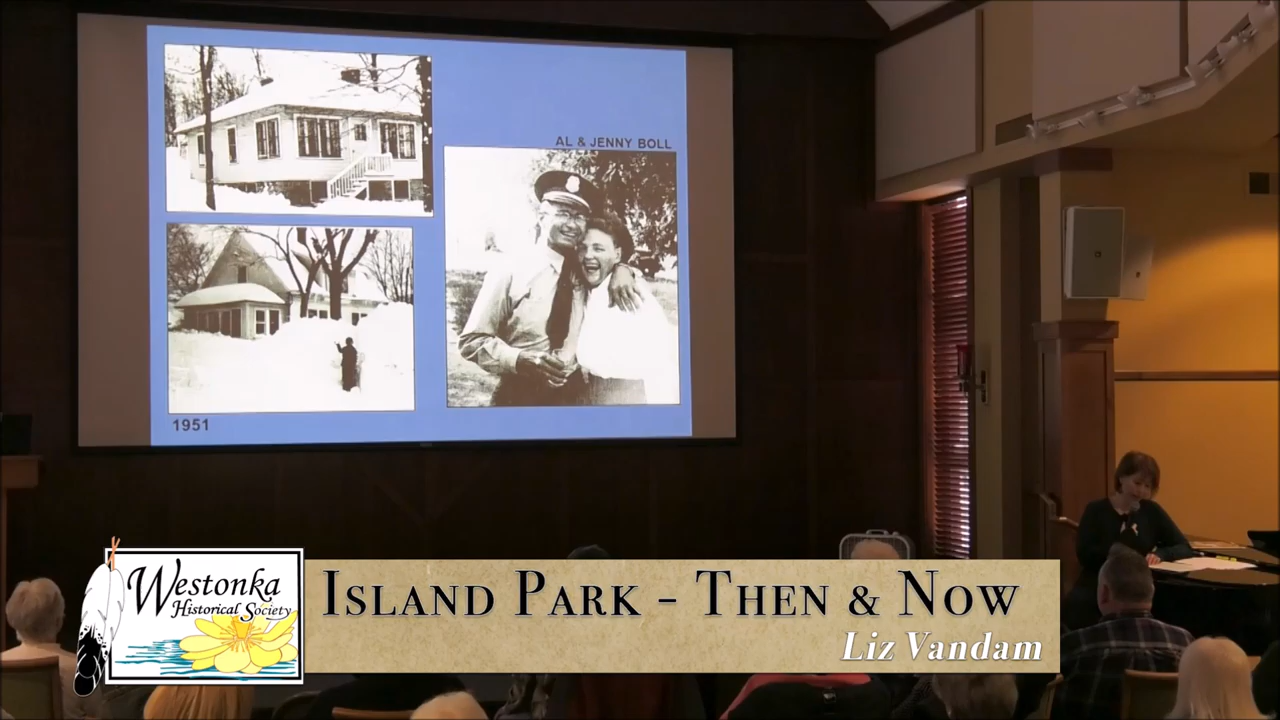 AL & JENNY BOLL
1951
WESTONKA
HISTORICAL SOCIETY
ISLAND PARK - THEN & NOW
Liz Vandam